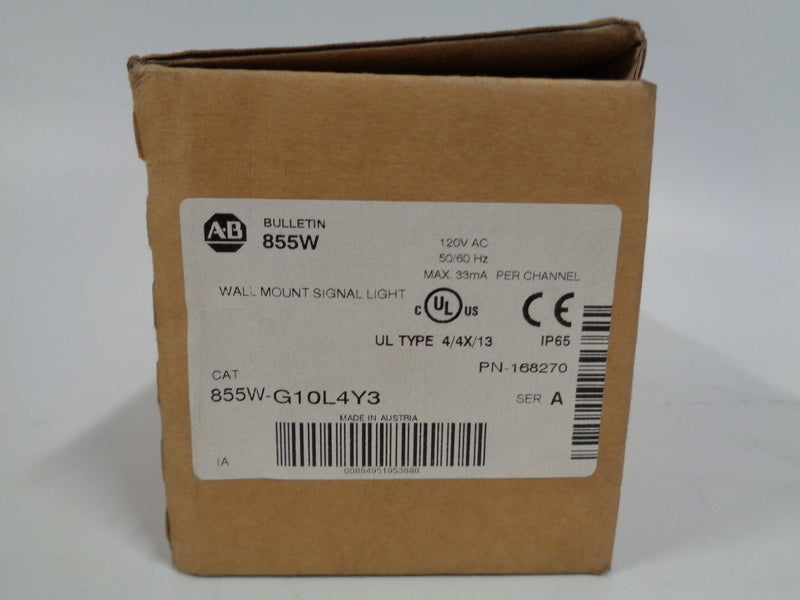 A-B
BULLETIN
855W
120V AC
50/60 Hz
MAX. 33mA PER CHANNEL
WALL MOUNT SIGNAL LIGHT
C UL US
CE
UL TYPE 4/4X/13
IP65
PN-168270
CAT
855W-G10L4Y3
SER A
MADE IN AUSTRIA
IA